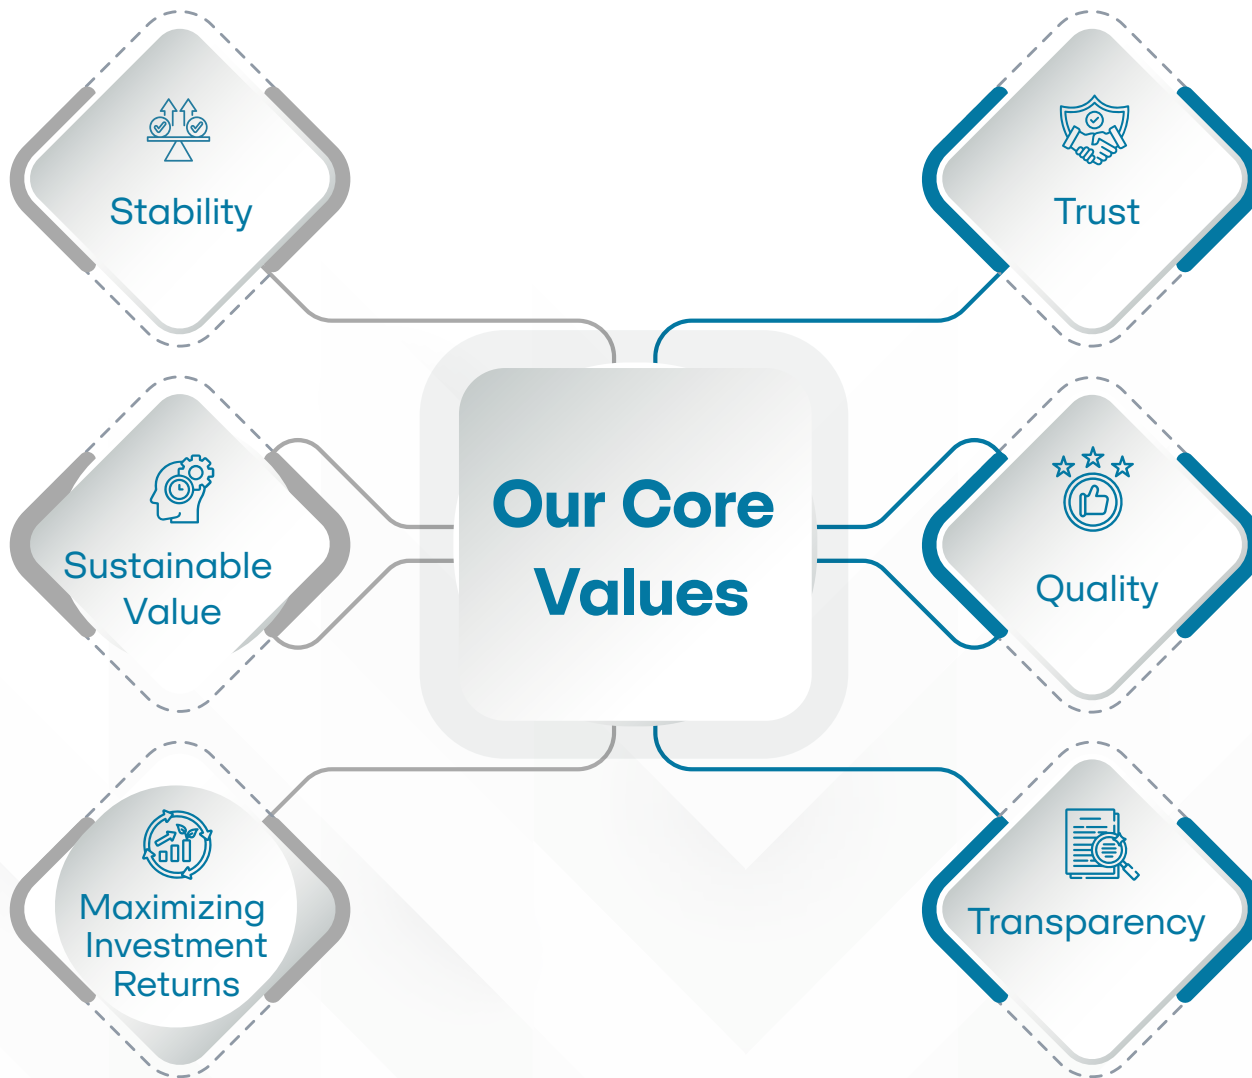 Stability
Trust
Our Core
Values
Sustainable
Value
Quality
Maximizing
Investment
Returns
Transparency